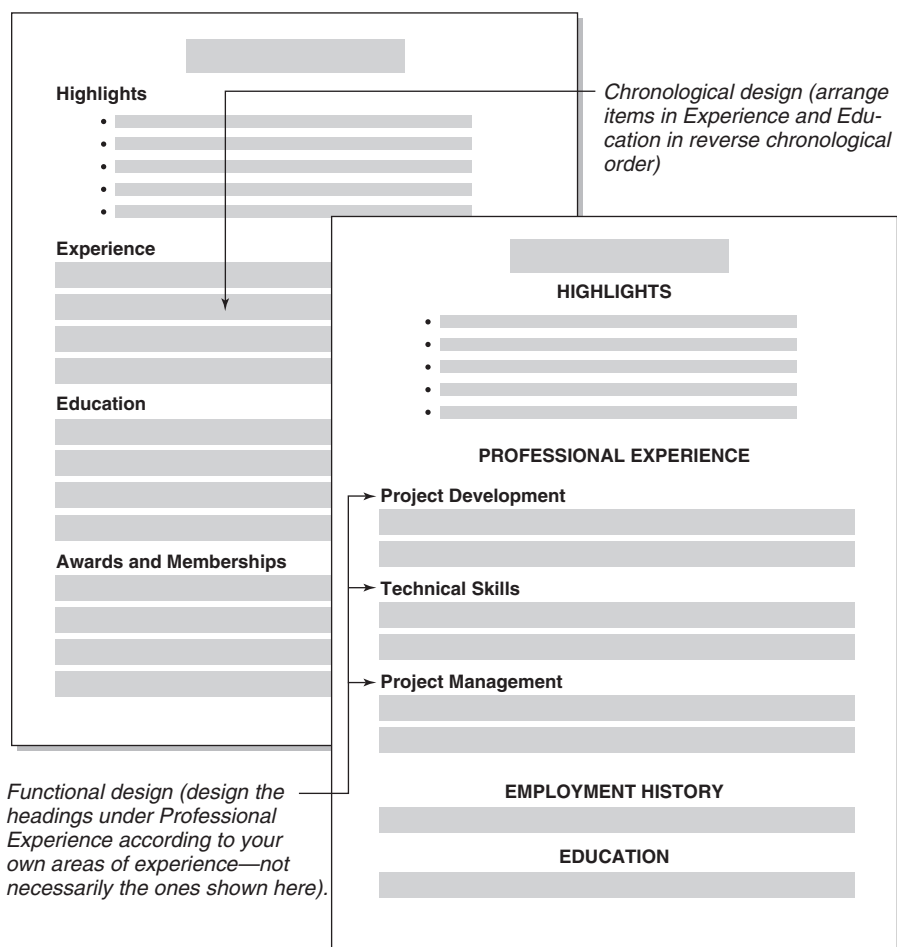 Highlights
Chronological design (arrange
items in Experience and Edu-
cation in reverse chronological
order)
Experience
Education
Awards and Memberships
HIGHLIGHTS
PROFESSIONAL EXPERIENCE
Project Development
Technical Skills
Project Management
EMPLOYMENT HISTORY
EDUCATION
Functional design (design the
headings under Professional
Experience according to your
own areas of experience—not
necessarily the ones shown here).